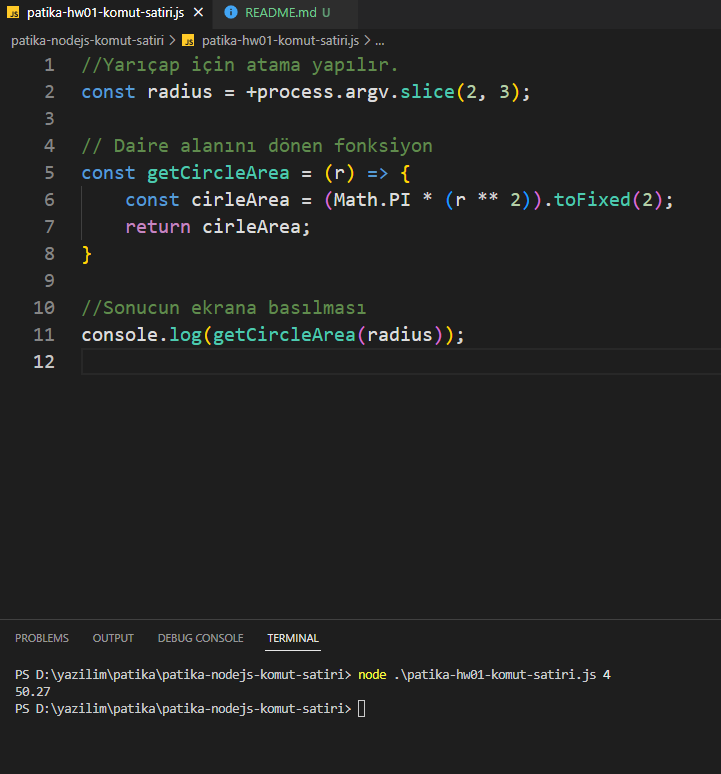 JS patika-hw01-komut-satiri.js × README.md U
patika-nodejs-komut-satiri > JS patika-hw01-komut-satiri.js > ...
1 //Yarıçap için atama yapılır.
2 const radius = +process.argv.slice(2, 3);
3
4 // Daire alanını dönen fonksiyon
5 const getCircleArea = (r) => {
6 const cirleArea = (Math.PI * (r ** 2)).toFixed(2);
7 return cirleArea;
8 }
9
10 //Sonucun ekrana basılması
11 console.log(getCircleArea(radius));
12
PROBLEMS OUTPUT DEBUG CONSOLE TERMINAL
PS D:\yazilim\patika\patika-nodejs-komut-satiri> node .\patika-hw01-komut-satiri.js 4
50.27
PS D:\yazilim\patika\patika-nodejs-komut-satiri>